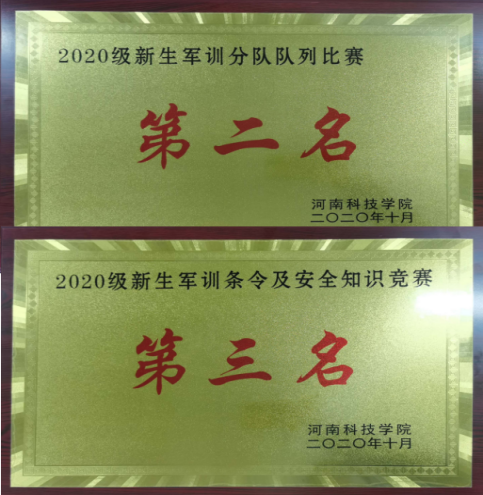 2020级新生军训分队队列比赛
第二名
河南科技学院
二〇二〇年十月
2020级新生军训条令及安全知识竞赛
第三名
河南科技学院
二〇二〇年十月